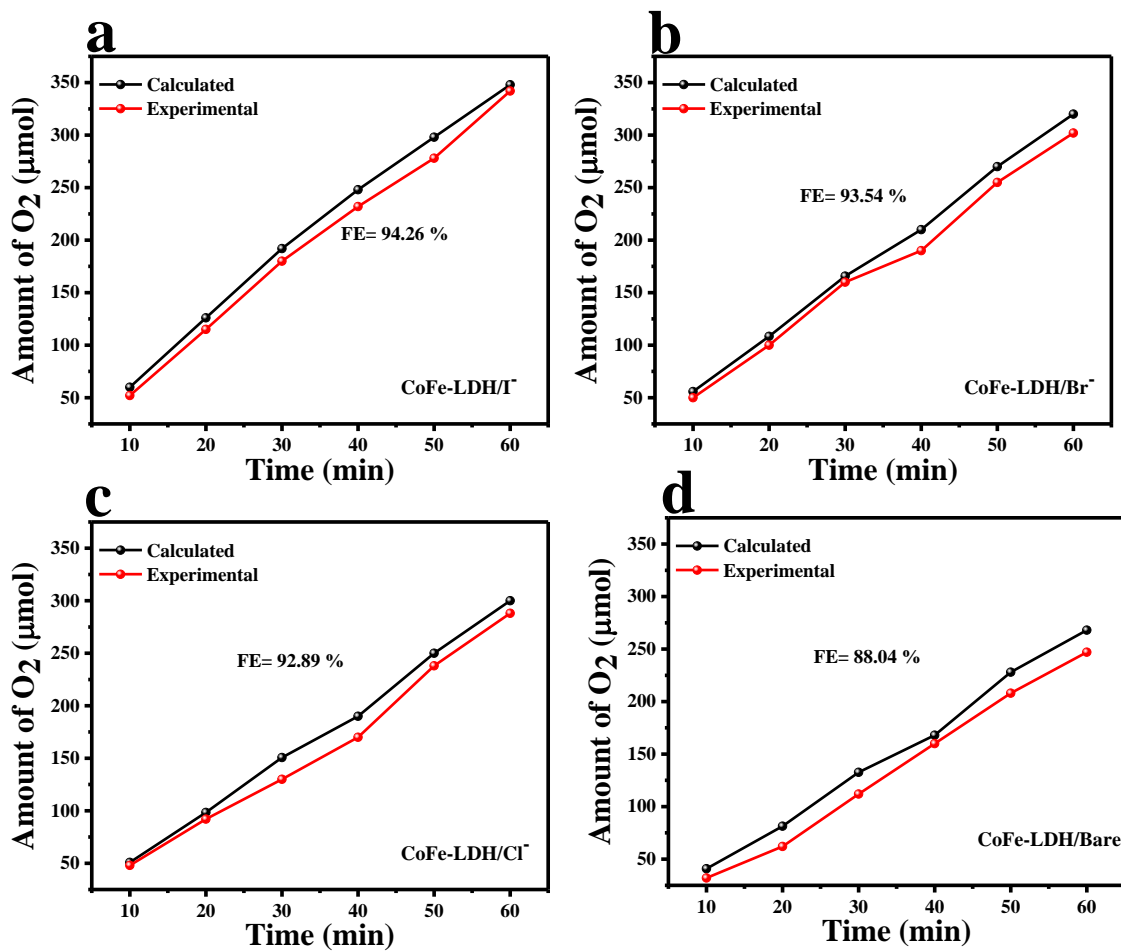 a
Amount of O2 (μmol)
350
300
250
200
150
100
50
Calculated
Experimental
FE= 94.26 %
CoFe-LDH/I-
10 20 30 40 50 60
Time (min)
b
Amount of O2 (μmol)
350
300
250
200
150
100
50
Calculated
Experimental
FE= 93.54 %
CoFe-LDH/Br-
10 20 30 40 50 60
Time (min)
c
Amount of O2 (μmol)
350
300
250
200
150
100
50
Calculated
Experimental
FE= 92.89 %
CoFe-LDH/Cl-
10 20 30 40 50 60
Time (min)
d
Amount of O2 (μmol)
350
300
250
200
150
100
50
Calculated
Experimental
FE= 88.04 %
CoFe-LDH/Bare
10 20 30 40 50 60
Time (min)